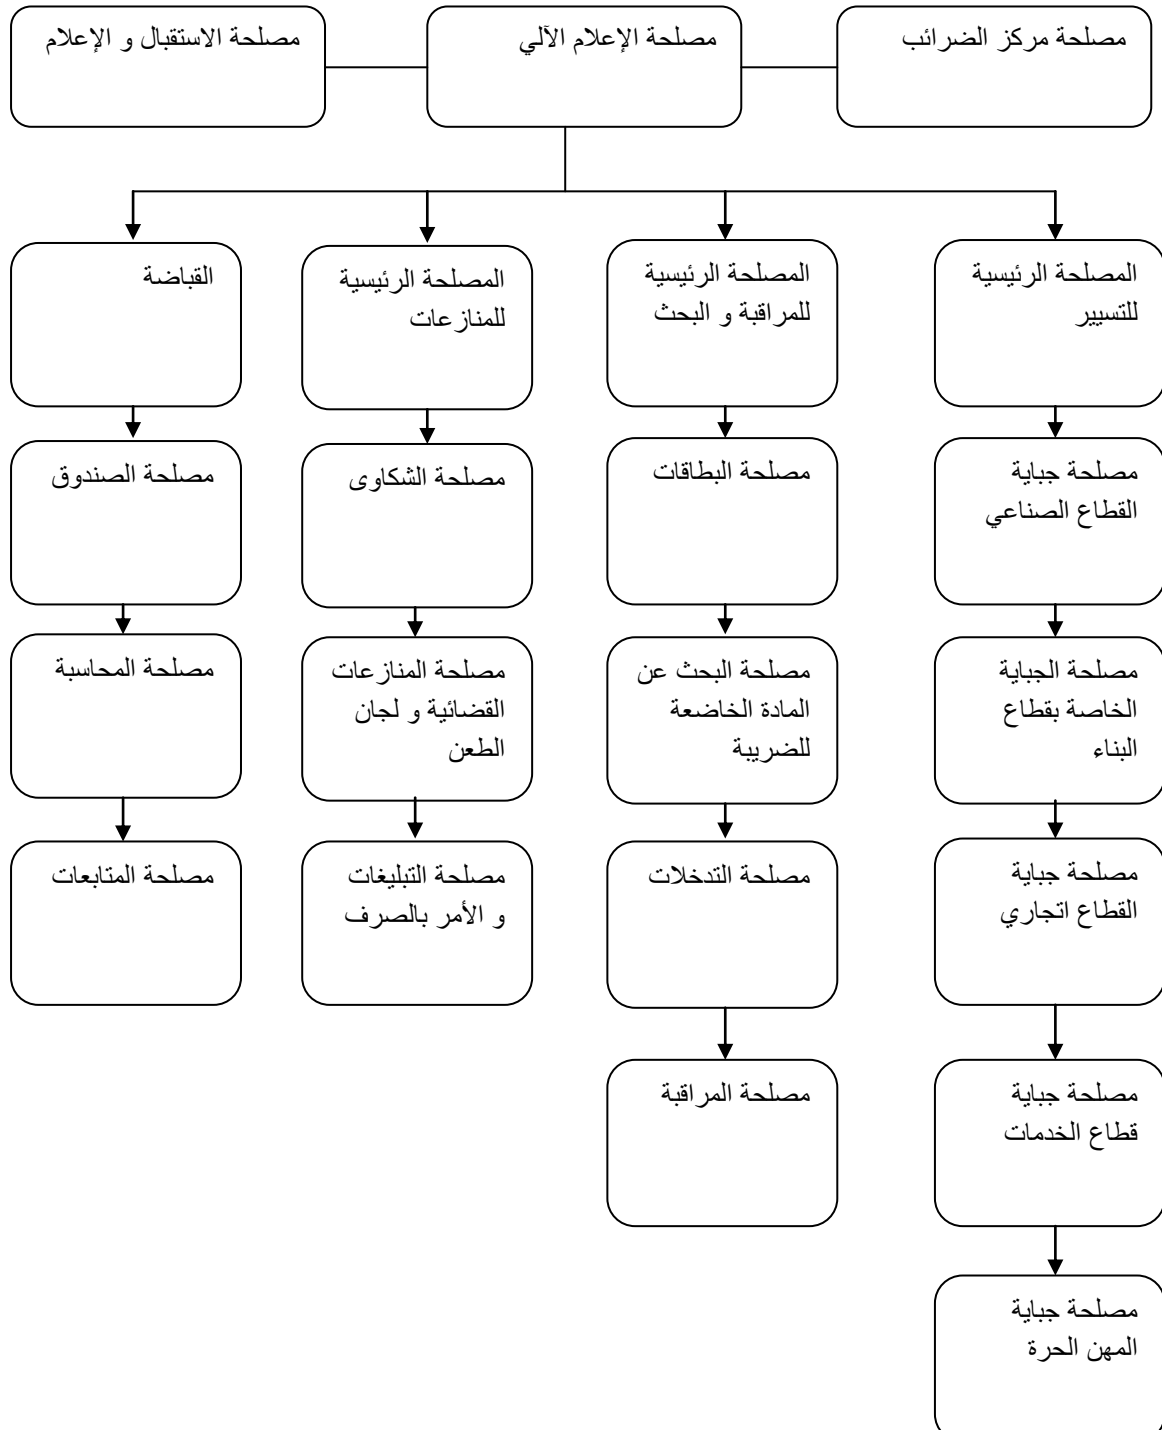 مصلحة مركز الضرائب
مصلحة الإعلام الآلي
مصلحة الاستقبال و الإعلام
المصلحة الرئيسية
للتسيير
المصلحة الرئيسية
للمراقبة و البحث
المصلحة الرئيسية
للمنازعات
القباضة
مصلحة جباية
القطاع الصناعي
مصلحة البطاقات
مصلحة الشكاوى
مصلحة الصندوق
مصلحة الجباية
الخاصة بقطاع
البناء
مصلحة البحث عن
المادة الخاضعة
للضريبة
مصلحة المنازعات
القضائية و لجان
الطعن
مصلحة المحاسبة
مصلحة جباية
القطاع اتجاري
مصلحة التدخلات
مصلحة التبليغات
و الأمر بالصرف
مصلحة المتابعات
مصلحة جباية
قطاع الخدمات
مصلحة المراقبة
مصلحة جباية
المهن الحرة